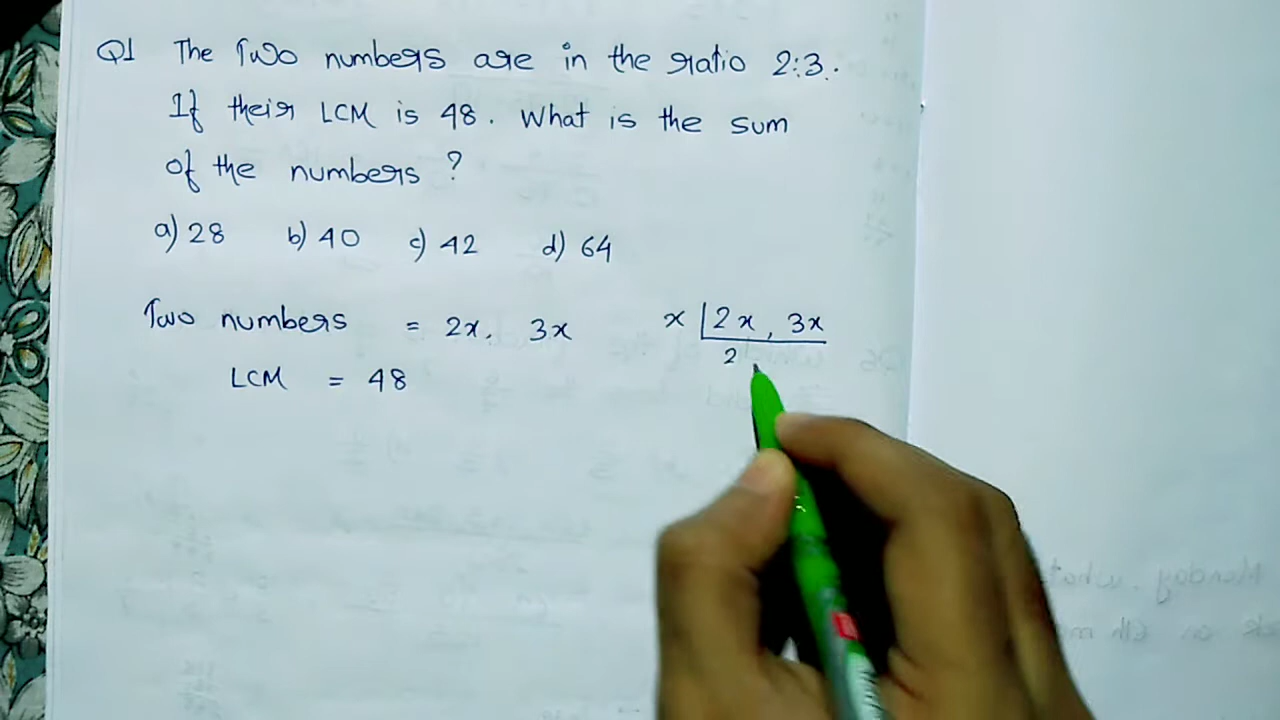 Q1 The Two numbers are in the ratio 2:3.
If their LCM is 48. What is the sum
of the numbers ?
a) 28 b) 40 c) 42 d) 64
Two numbers = 2x, 3x
x 2x, 3x
2
LCM = 48